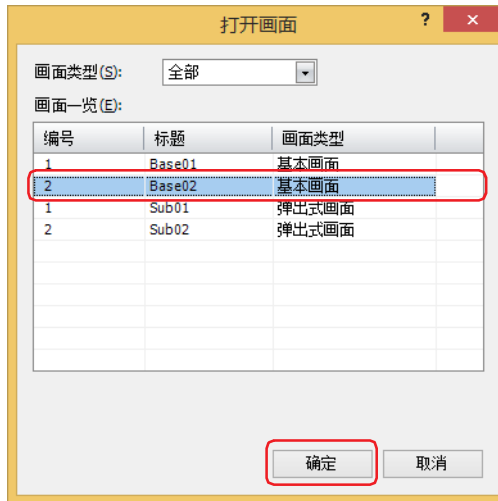 打开画面 ? ×
画面类型(S): 全部
画面一览(E):
编号 标题 画面类型
1 Base01 基本画面
2 Base02 基本画面
1 Sub01 弹出式画面
2 Sub02 弹出式画面
确定 取消